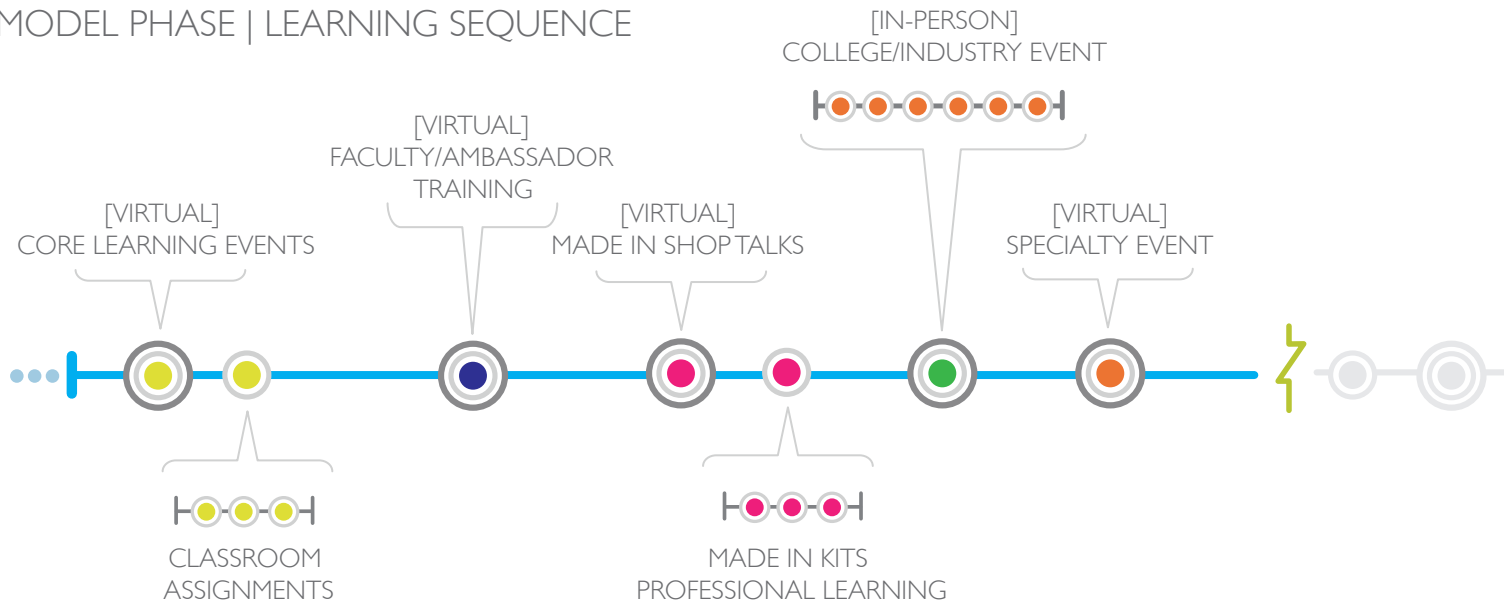 MODEL PHASE | LEARNING SEQUENCE
[IN-PERSON]
COLLEGE/INDUSTRY EVENT
[VIRTUAL]
FACULTY/AMBASSADOR
TRAINING
[VIRTUAL]
CORE LEARNING EVENTS
[VIRTUAL]
MADE IN SHOP TALKS
[VIRTUAL]
SPECIALTY EVENT
CLASSROOM
ASSIGNMENTS
MADE IN KITS
PROFESSIONAL LEARNING